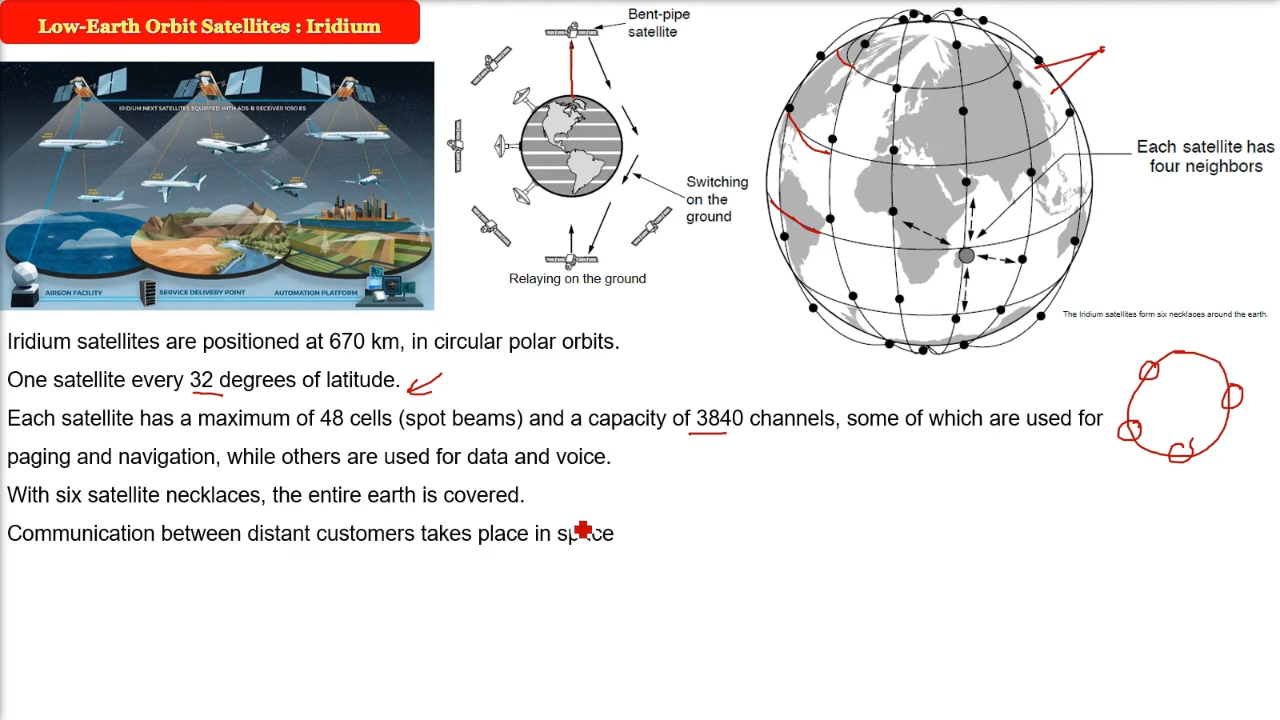 Low-Earth Orbit Satellites : Iridium
IRIDIUM NEXT SATELLITES EQUIPPED WITH ADS-B RECEIVER 1090 ES
AIREON FACILITY
SERVICE DELIVERY POINT
AUTOMATION PLATFORM
Bent-pipe
satellite
Switching
on the
ground
Relaying on the ground
Each satellite has
four neighbors
The Iridium satellites form six necklaces around the earth.
Iridium satellites are positioned at 670 km, in circular polar orbits.
One satellite every 32 degrees of latitude.
Each satellite has a maximum of 48 cells (spot beams) and a capacity of 3840 channels, some of which are used for
paging and navigation, while others are used for data and voice.
With six satellite necklaces, the entire earth is covered.
Communication between distant customers takes place in space